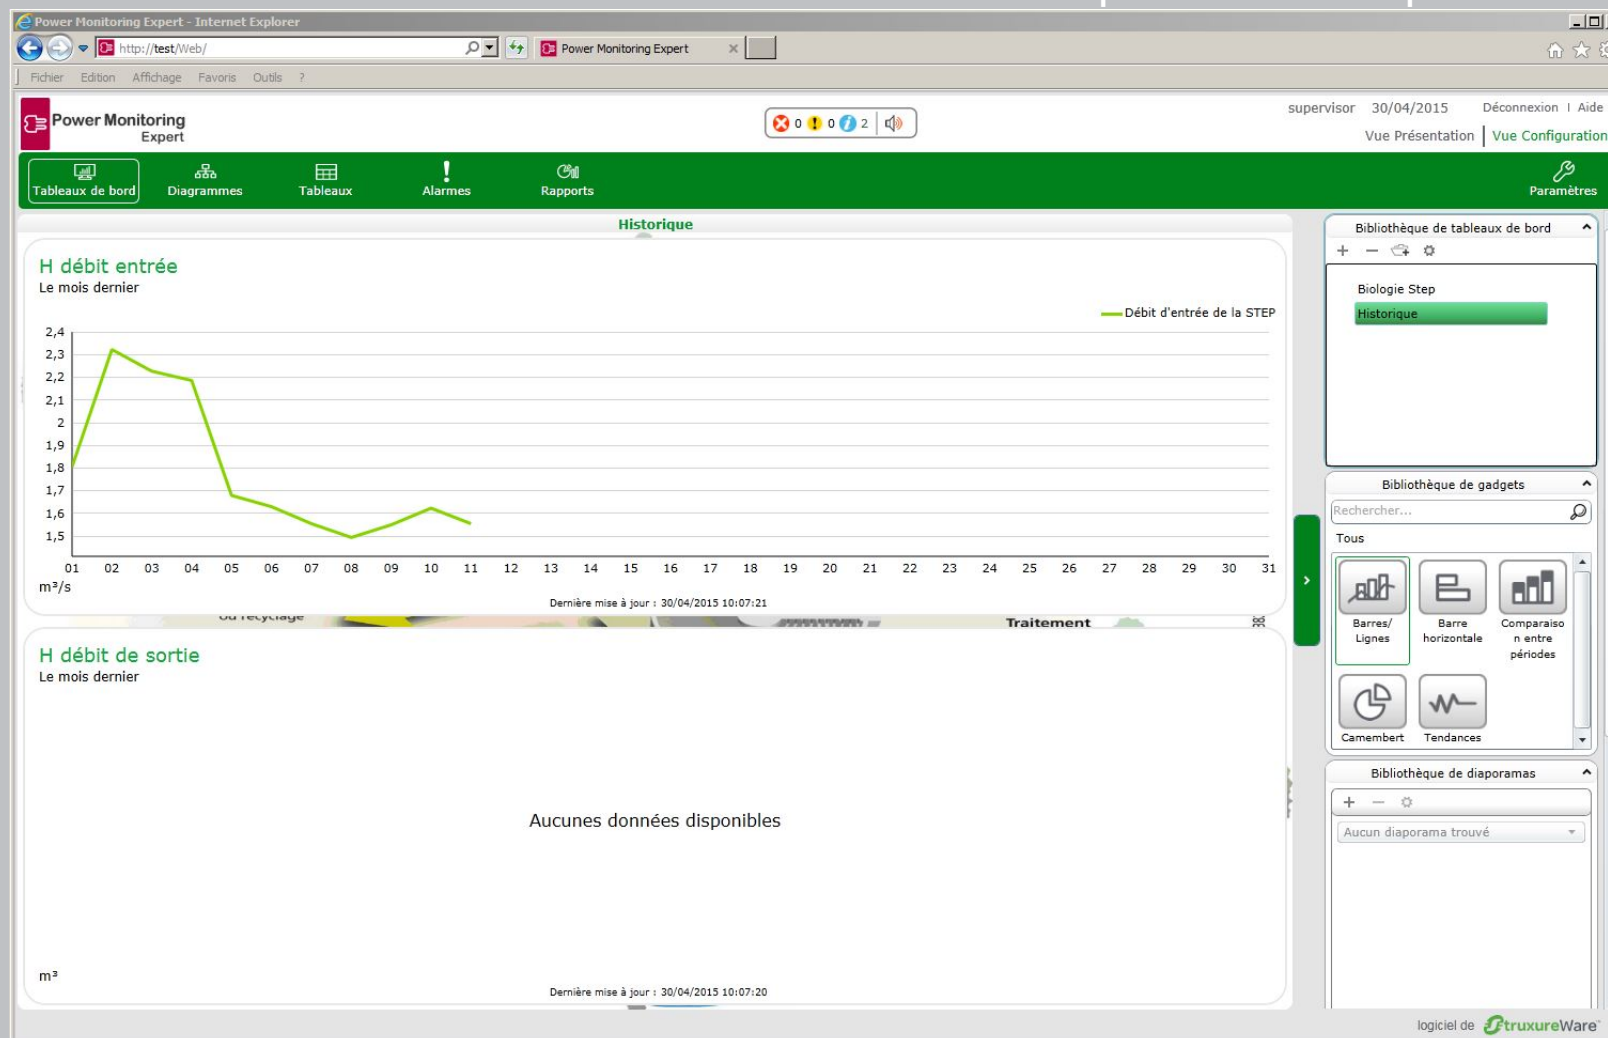 Power Monitoring Expert - Internet Explorer
http://test/Web/
Power Monitoring Expert
Fichier Edition Affichage Favoris Outils ?
Power Monitoring
Expert
0 0 2
supervisor 30/04/2015 Déconnexion Aide
Vue Présentation Vue Configuration
Tableaux de bord Diagrammes Tableaux Alarmes Rapports Paramètres
Historique
H débit entrée
Le mois dernier
Débit d'entrée de la STEP
2,4
2,3
2,2
2,1
2
1,9
1,8
1,7
1,6
1,5
01 02 03 04 05 06 07 08 09 10 11 12 13 14 15 16 17 18 19 20 21 22 23 24 25 26 27 28 29 30 31
m³/s
Dernière mise à jour : 30/04/2015 10:07:21
ou recyclage
Traitement
H débit de sortie
Le mois dernier
Aucunes données disponibles
m³
Dernière mise à jour : 30/04/2015 10:07:20
Bibliothèque de tableaux de bord
Biologie Step
Historique
Bibliothèque de gadgets
Rechercher...
Tous
Barres/
Lignes
Barre
horizontale
Comparaiso
n entre
périodes
Camembert
Tendances
Bibliothèque de diaporamas
Aucun diaporama trouvé
logiciel de StruxureWare™